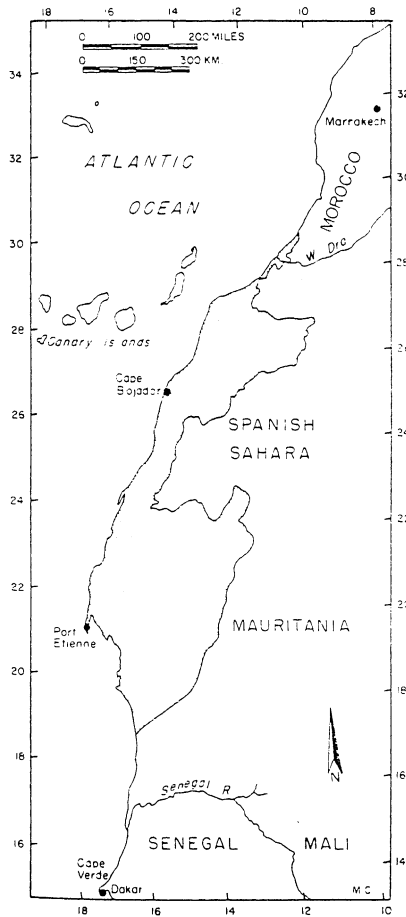 18
16
14
12
10
8
0 100 200 MILES
0 150 300 KM.
34
32
30
28
26
24
22
20
18
16
32
30
28
26
24
22
20
18
16
14
Marrakech
ATLANTIC
OCEAN
MOROCCO
W Dra
Canary Islands
Cape
Bojador
SPANISH
SAHARA
Port
Etienne
MAURITANIA
N
Senegal R
SENEGAL
MALI
Cape
Verde
Dakar
M C
18
16
14
12
10